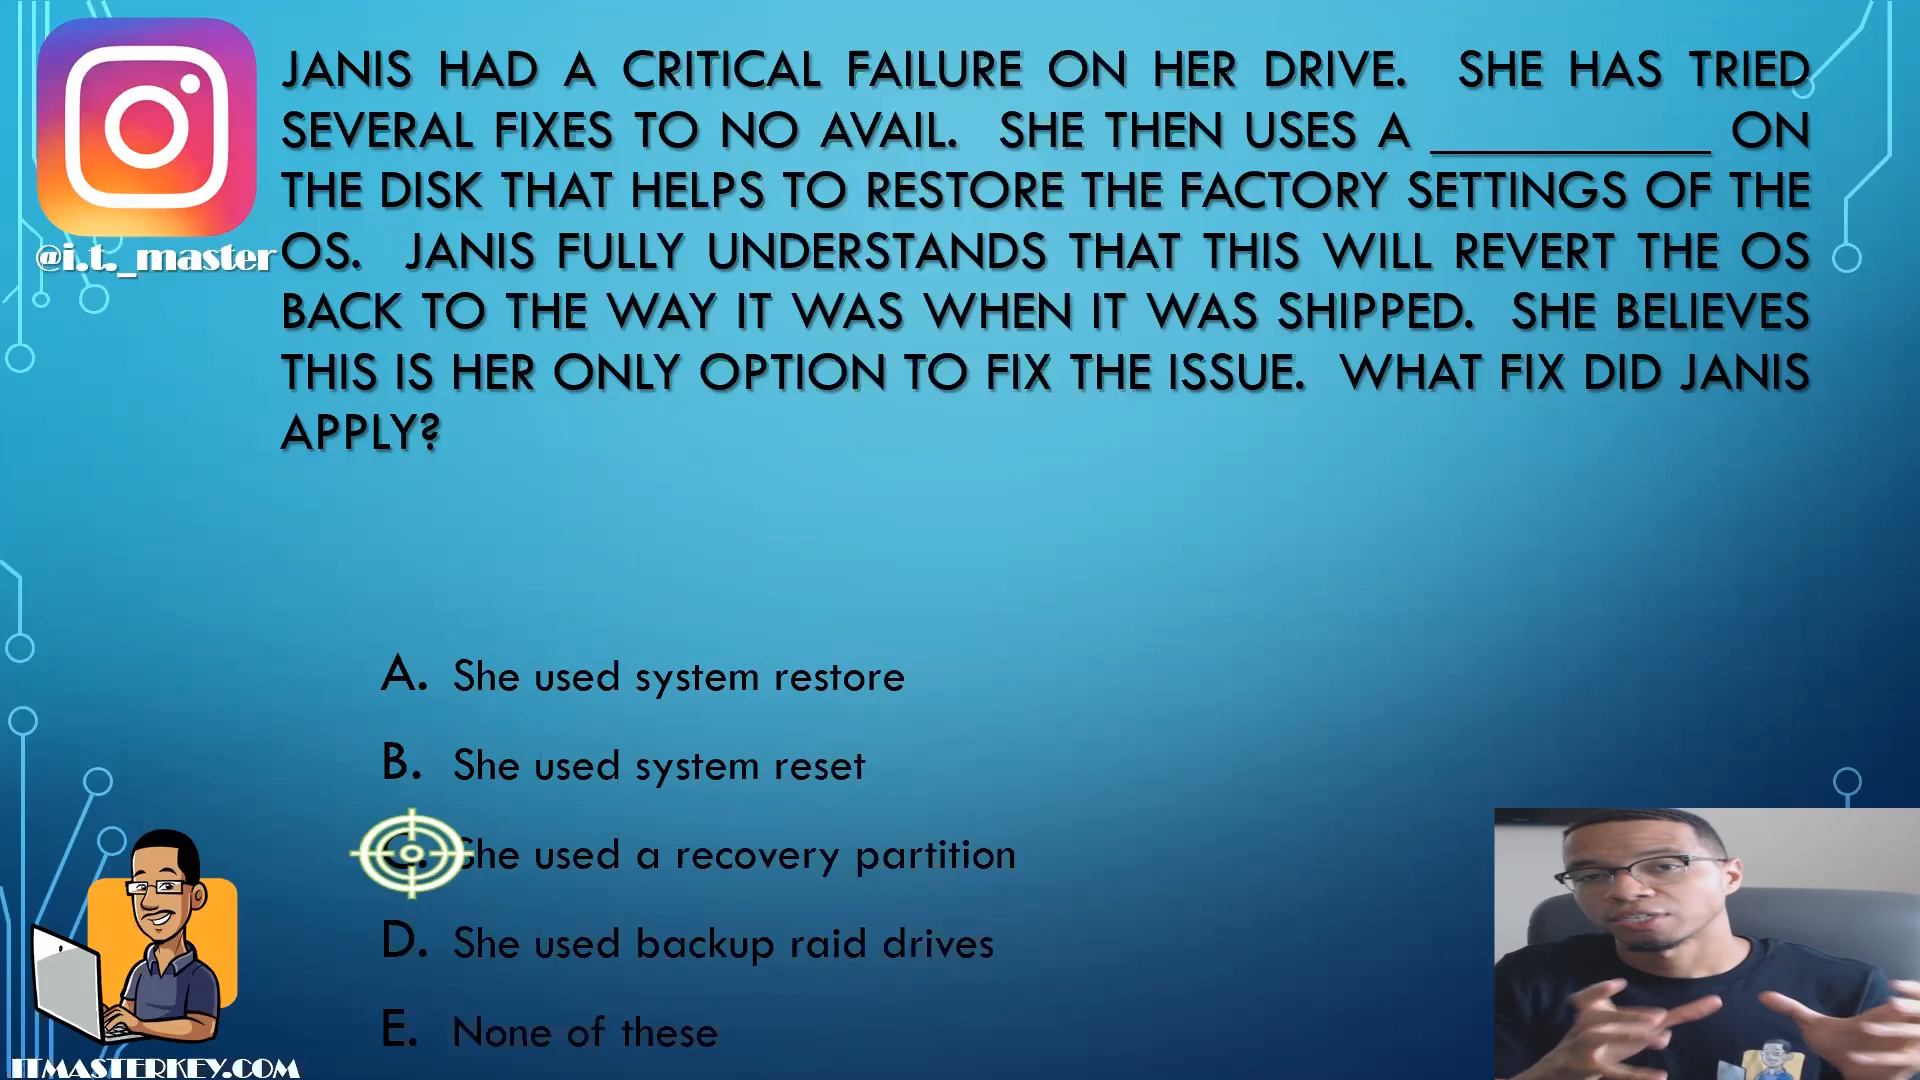 JANIS HAD A CRITICAL FAILURE ON HER DRIVE. SHE HAS TRIED
SEVERAL FIXES TO NO AVAIL. SHE THEN USES A ____________ ON
THE DISK THAT HELPS TO RESTORE THE FACTORY SETTINGS OF THE
OS. JANIS FULLY UNDERSTANDS THAT THIS WILL REVERT THE OS
BACK TO THE WAY IT WAS WHEN IT WAS SHIPPED. SHE BELIEVES
THIS IS HER ONLY OPTION TO FIX THE ISSUE. WHAT FIX DID JANIS
APPLY?
@i.t._master
A. She used system restore
B. She used system reset
C. She used a recovery partition
D. She used backup raid drives
E. None of these
ITMASTERKEY.COM